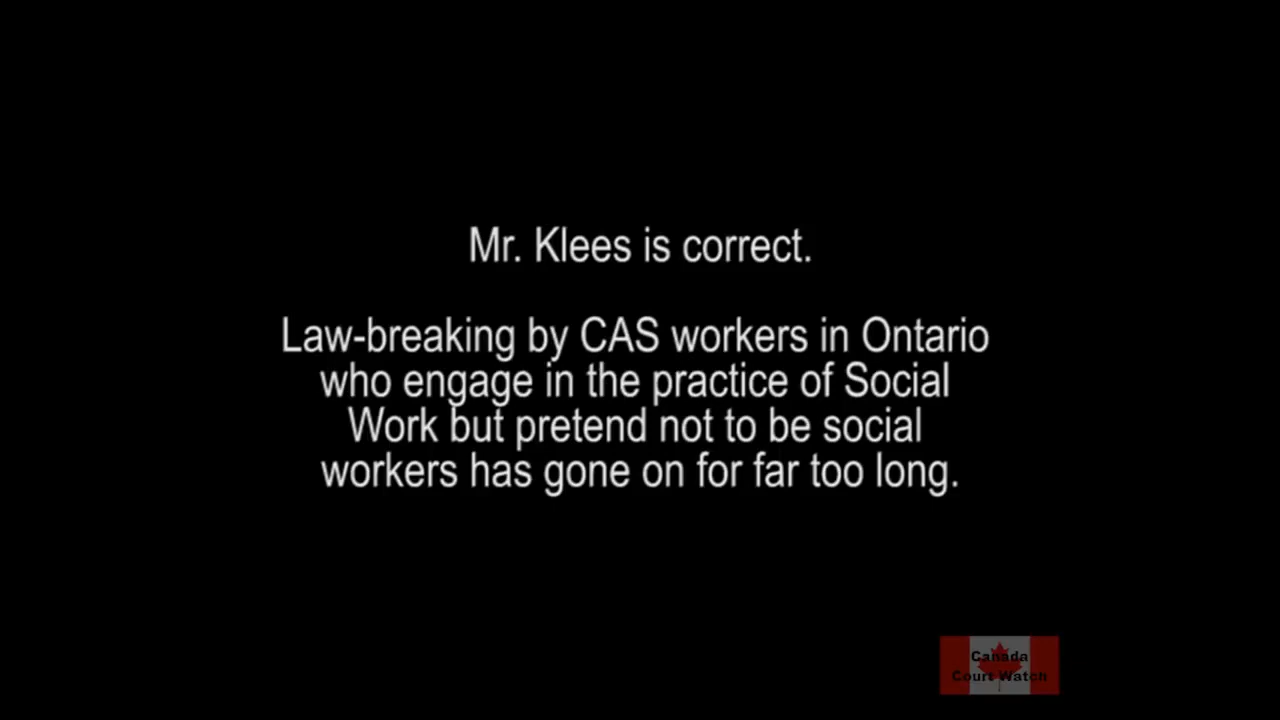 Mr. Klees is correct.
Law-breaking by CAS workers in Ontario
who engage in the practice of Social
Work but pretend not to be social
workers has gone on for far too long.
Canada
Court Watch